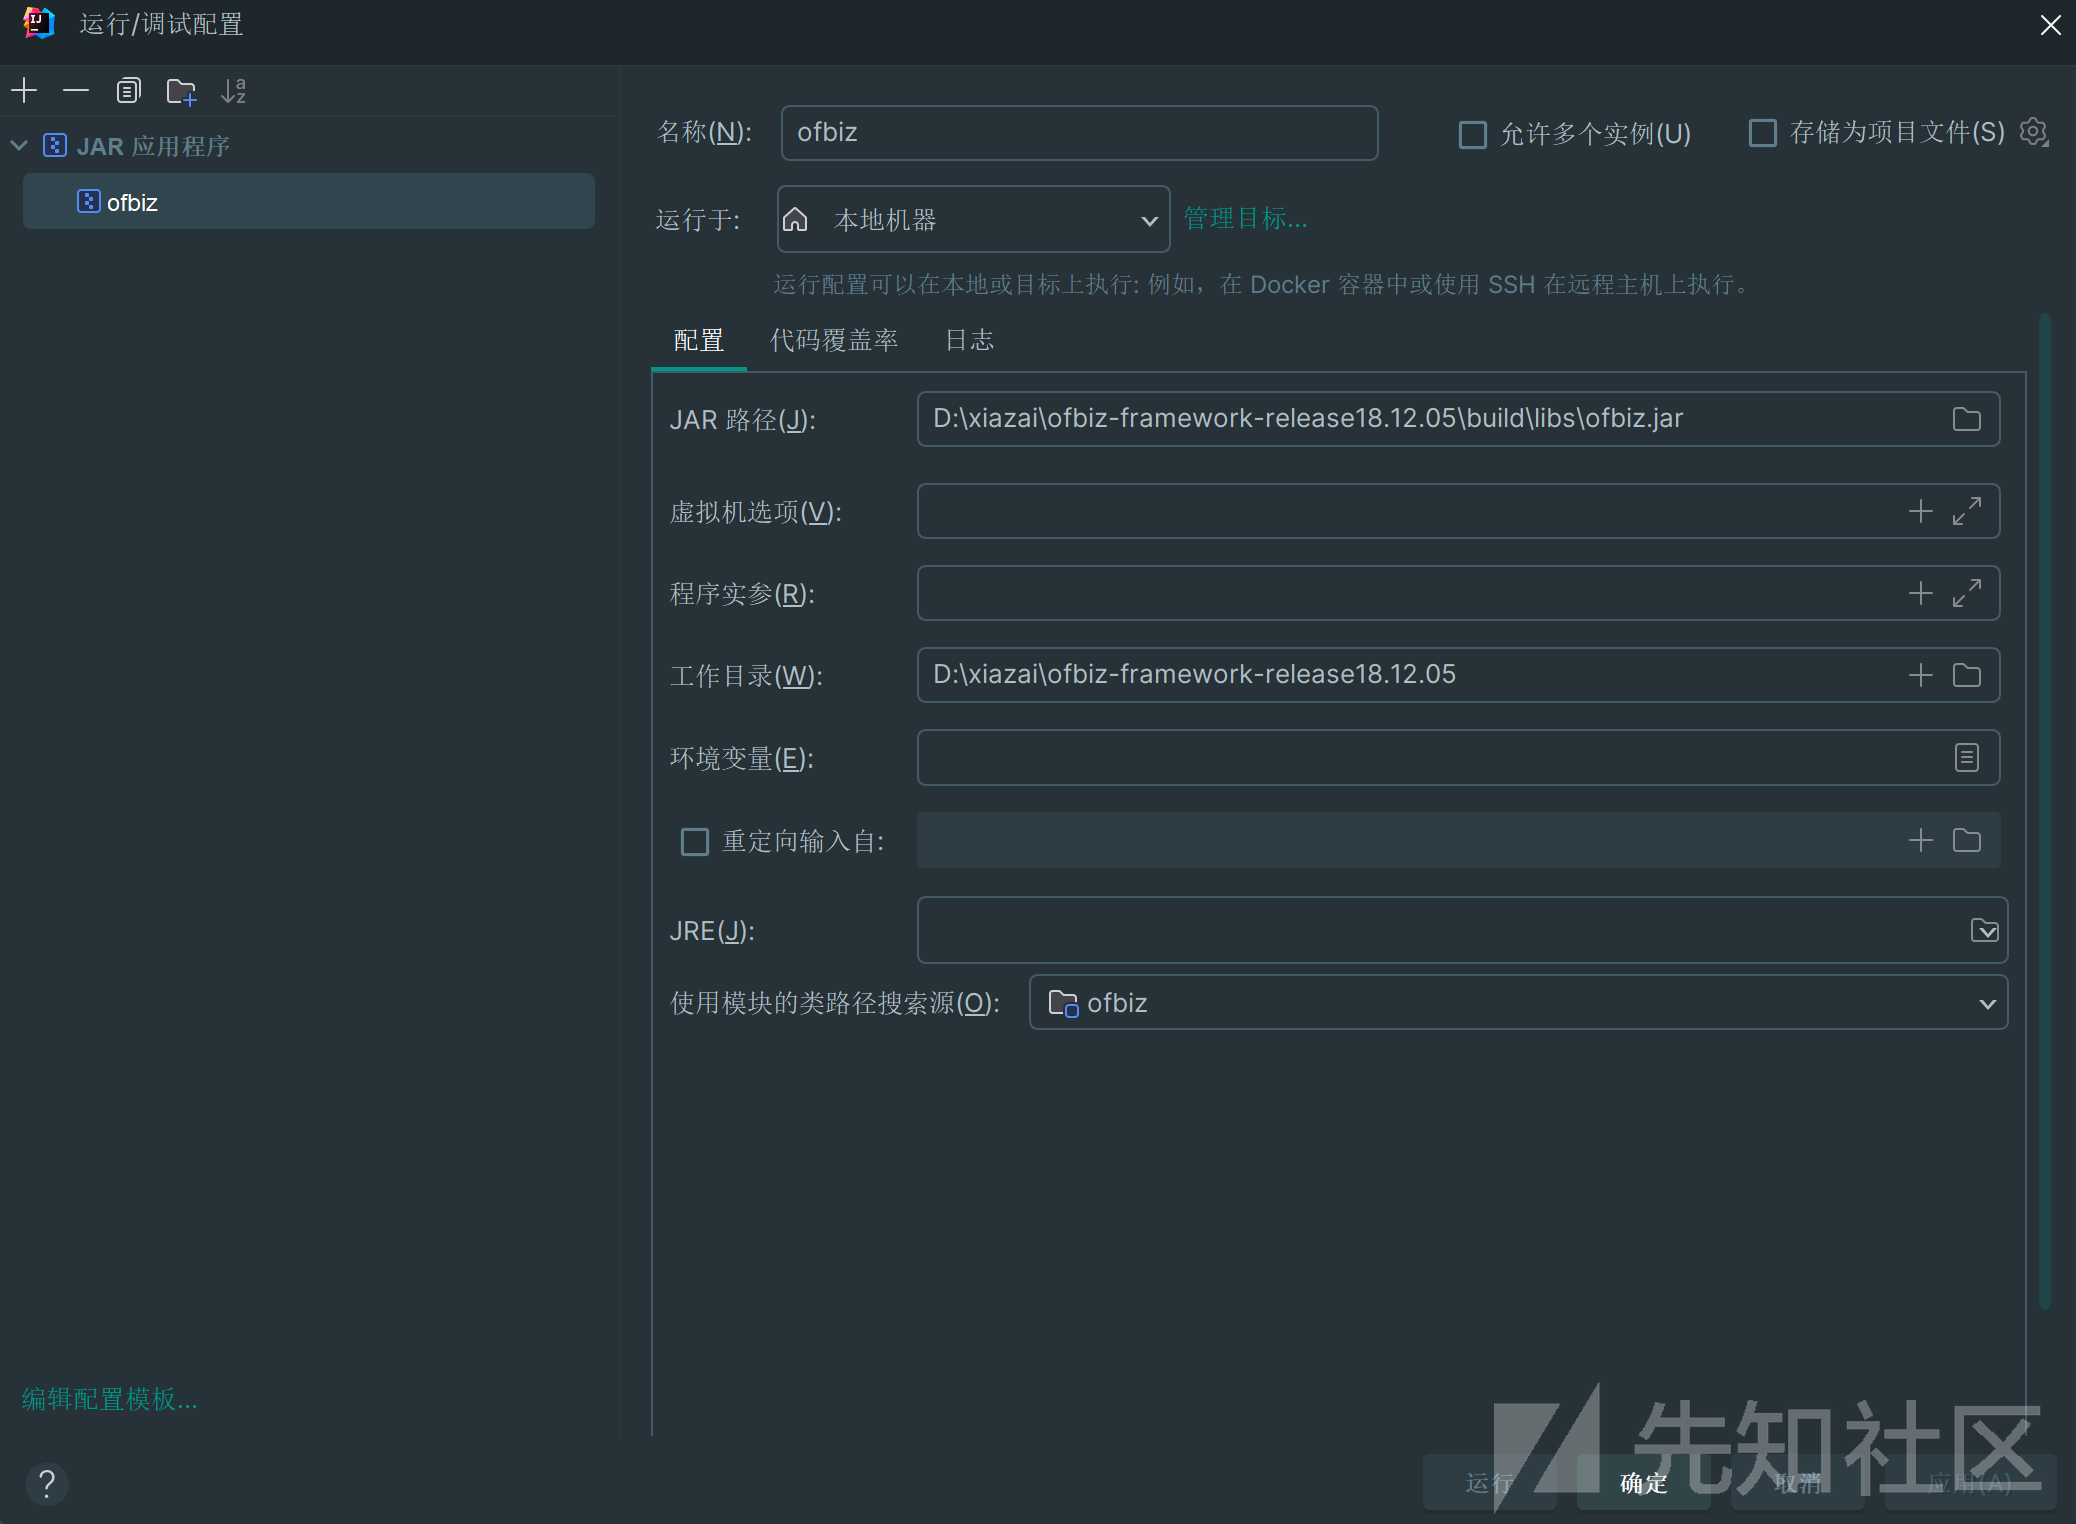 运行/调试配置
JAR 应用程序
ofbiz
编辑配置模板...
名称(N):
ofbiz
允许多个实例(U)
存储为项目文件(S)
运行于:
本地机器
管理目标...
运行配置可以在本地或目标上执行: 例如，在 Docker 容器中或使用 SSH 在远程主机上执行。
配置
代码覆盖率
日志
JAR 路径(J):
D:\xiazai\ofbiz-framework-release18.12.05\build\libs\ofbiz.jar
虚拟机选项(V):
程序实参(R):
工作目录(W):
D:\xiazai\ofbiz-framework-release18.12.05
环境变量(E):
重定向输入自:
JRE(J):
使用模块的类路径搜索源(O):
ofbiz
运行
确定
取消
应用(A)
先知社区